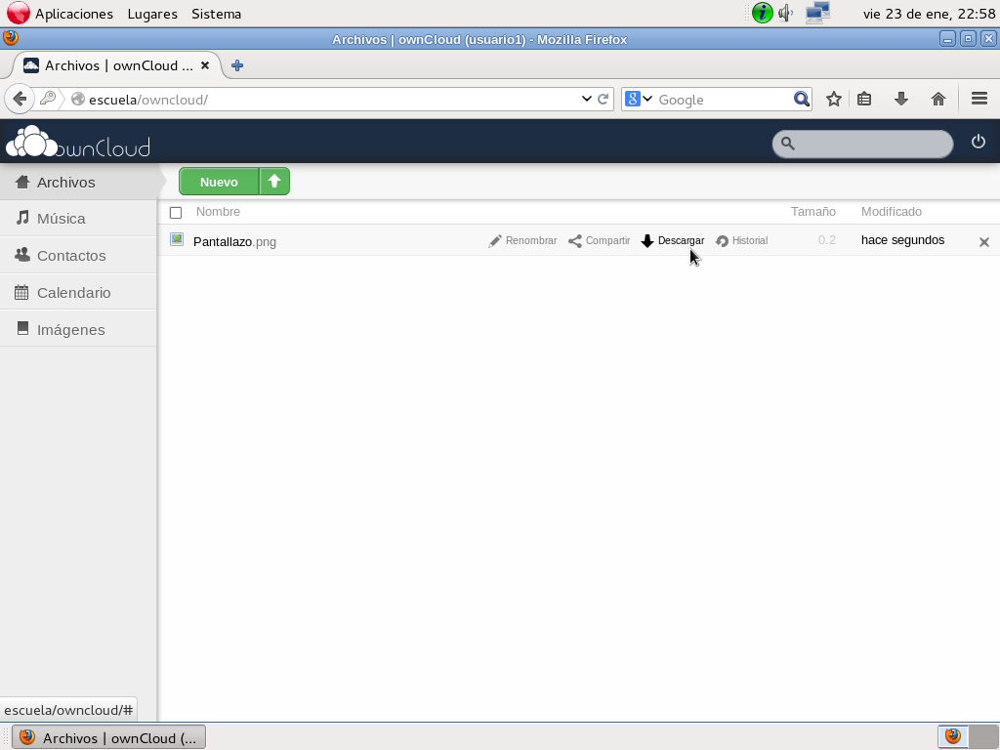 Aplicaciones Lugares Sistema vie 23 de ene, 22:58
Archivos | ownCloud (usuario1) - Mozilla Firefox
Archivos | ownCloud ...
escuela/owncloud/ Google
ownCloud
Archivos Nuevo
Nombre Tamaño Modificado
Música
Pantallazo.png Renombrar Compartir Descargar Historial 0.2 hace segundos
Contactos
Calendario
Imágenes
escuela/owncloud/#
Archivos | ownCloud (...